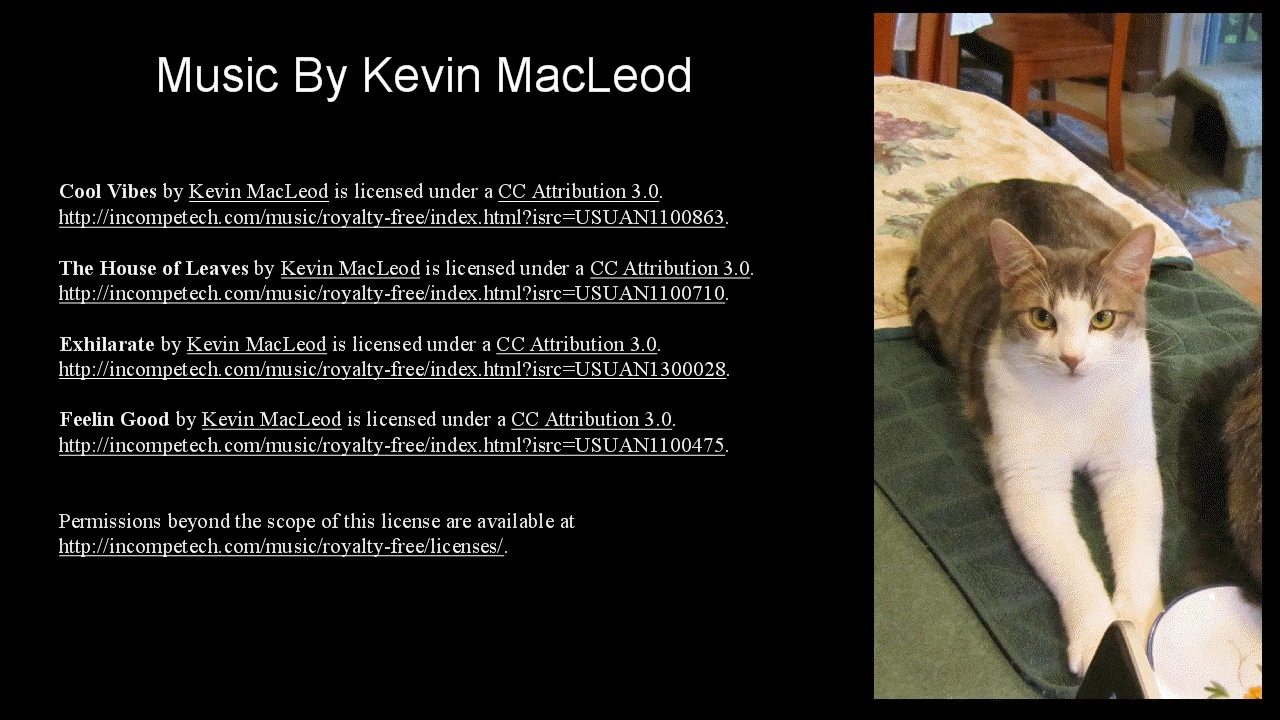 Music By Kevin MacLeod
Cool Vibes by Kevin MacLeod is licensed under a CC Attribution 3.0.
http://incompetech.com/music/royalty-free/index.html?isrc=USUAN1100863.
The House of Leaves by Kevin MacLeod is licensed under a CC Attribution 3.0.
http://incompetech.com/music/royalty-free/index.html?isrc=USUAN1100710.
Exhilarate by Kevin MacLeod is licensed under a CC Attribution 3.0.
http://incompetech.com/music/royalty-free/index.html?isrc=USUAN1300028.
Feelin Good by Kevin MacLeod is licensed under a CC Attribution 3.0.
http://incompetech.com/music/royalty-free/index.html?isrc=USUAN1100475.
Permissions beyond the scope of this license are available at
http://incompetech.com/music/royalty-free/licenses/.